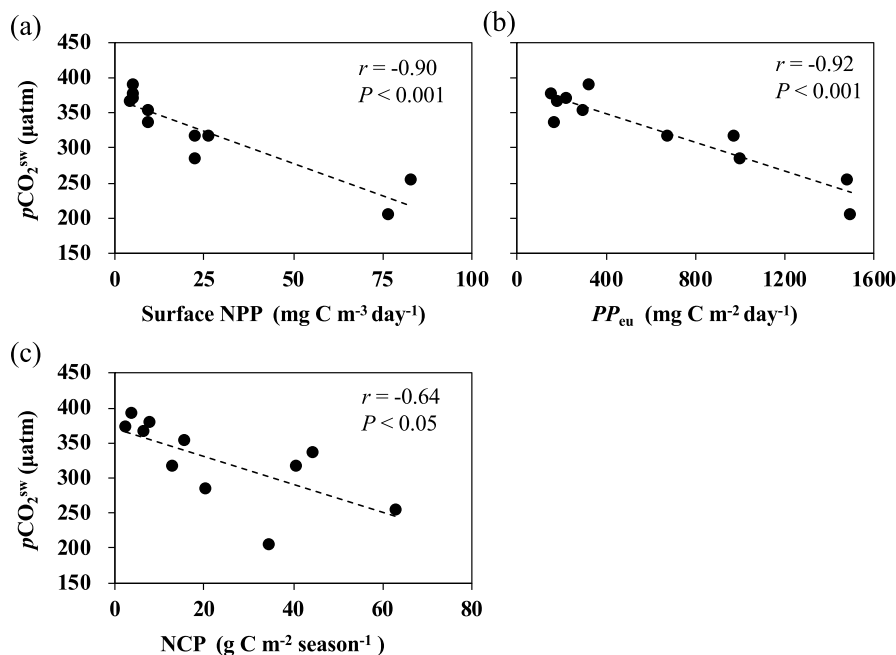 (a)
450
400
350
300
250
200
150
pCO₂ˢʷ (µatm)
r = -0.90
P < 0.001
0 25 50 75 100
Surface NPP (mg C m⁻³ day⁻¹)
(b)
r = -0.92
P < 0.001
0 400 800 1200 1600
PPₑᵤ (mg C m⁻² day⁻¹)
(c)
450
400
350
300
250
200
150
pCO₂ˢʷ (µatm)
r = -0.64
P < 0.05
0 20 40 60 80
NCP (g C m⁻² season⁻¹)